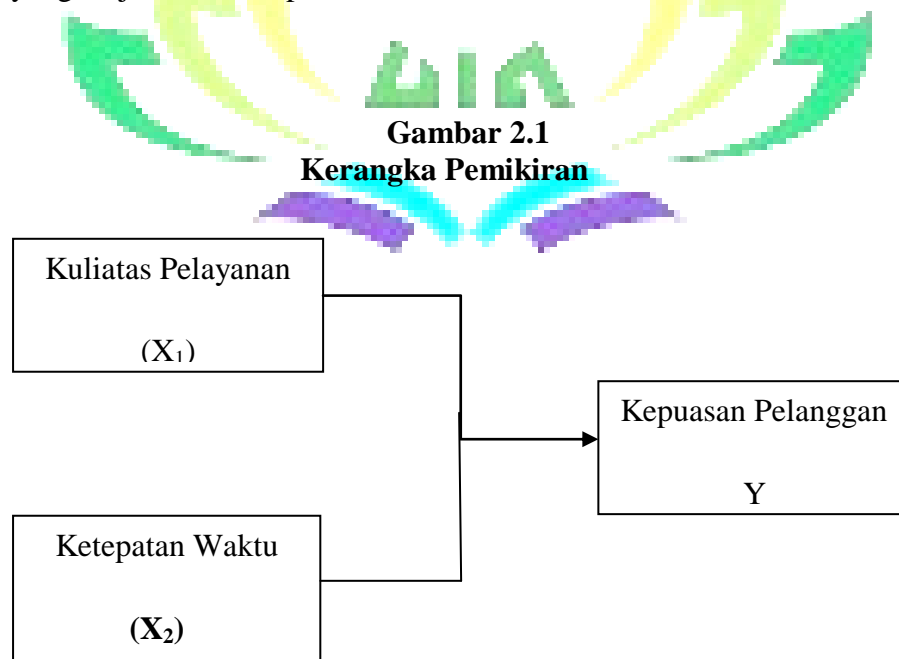 Gambar 2.1
Kerangka Pemikiran
Kuliatas Pelayanan
(X₁)
Kepuasan Pelanggan
Y
Ketepatan Waktu
(X₂)